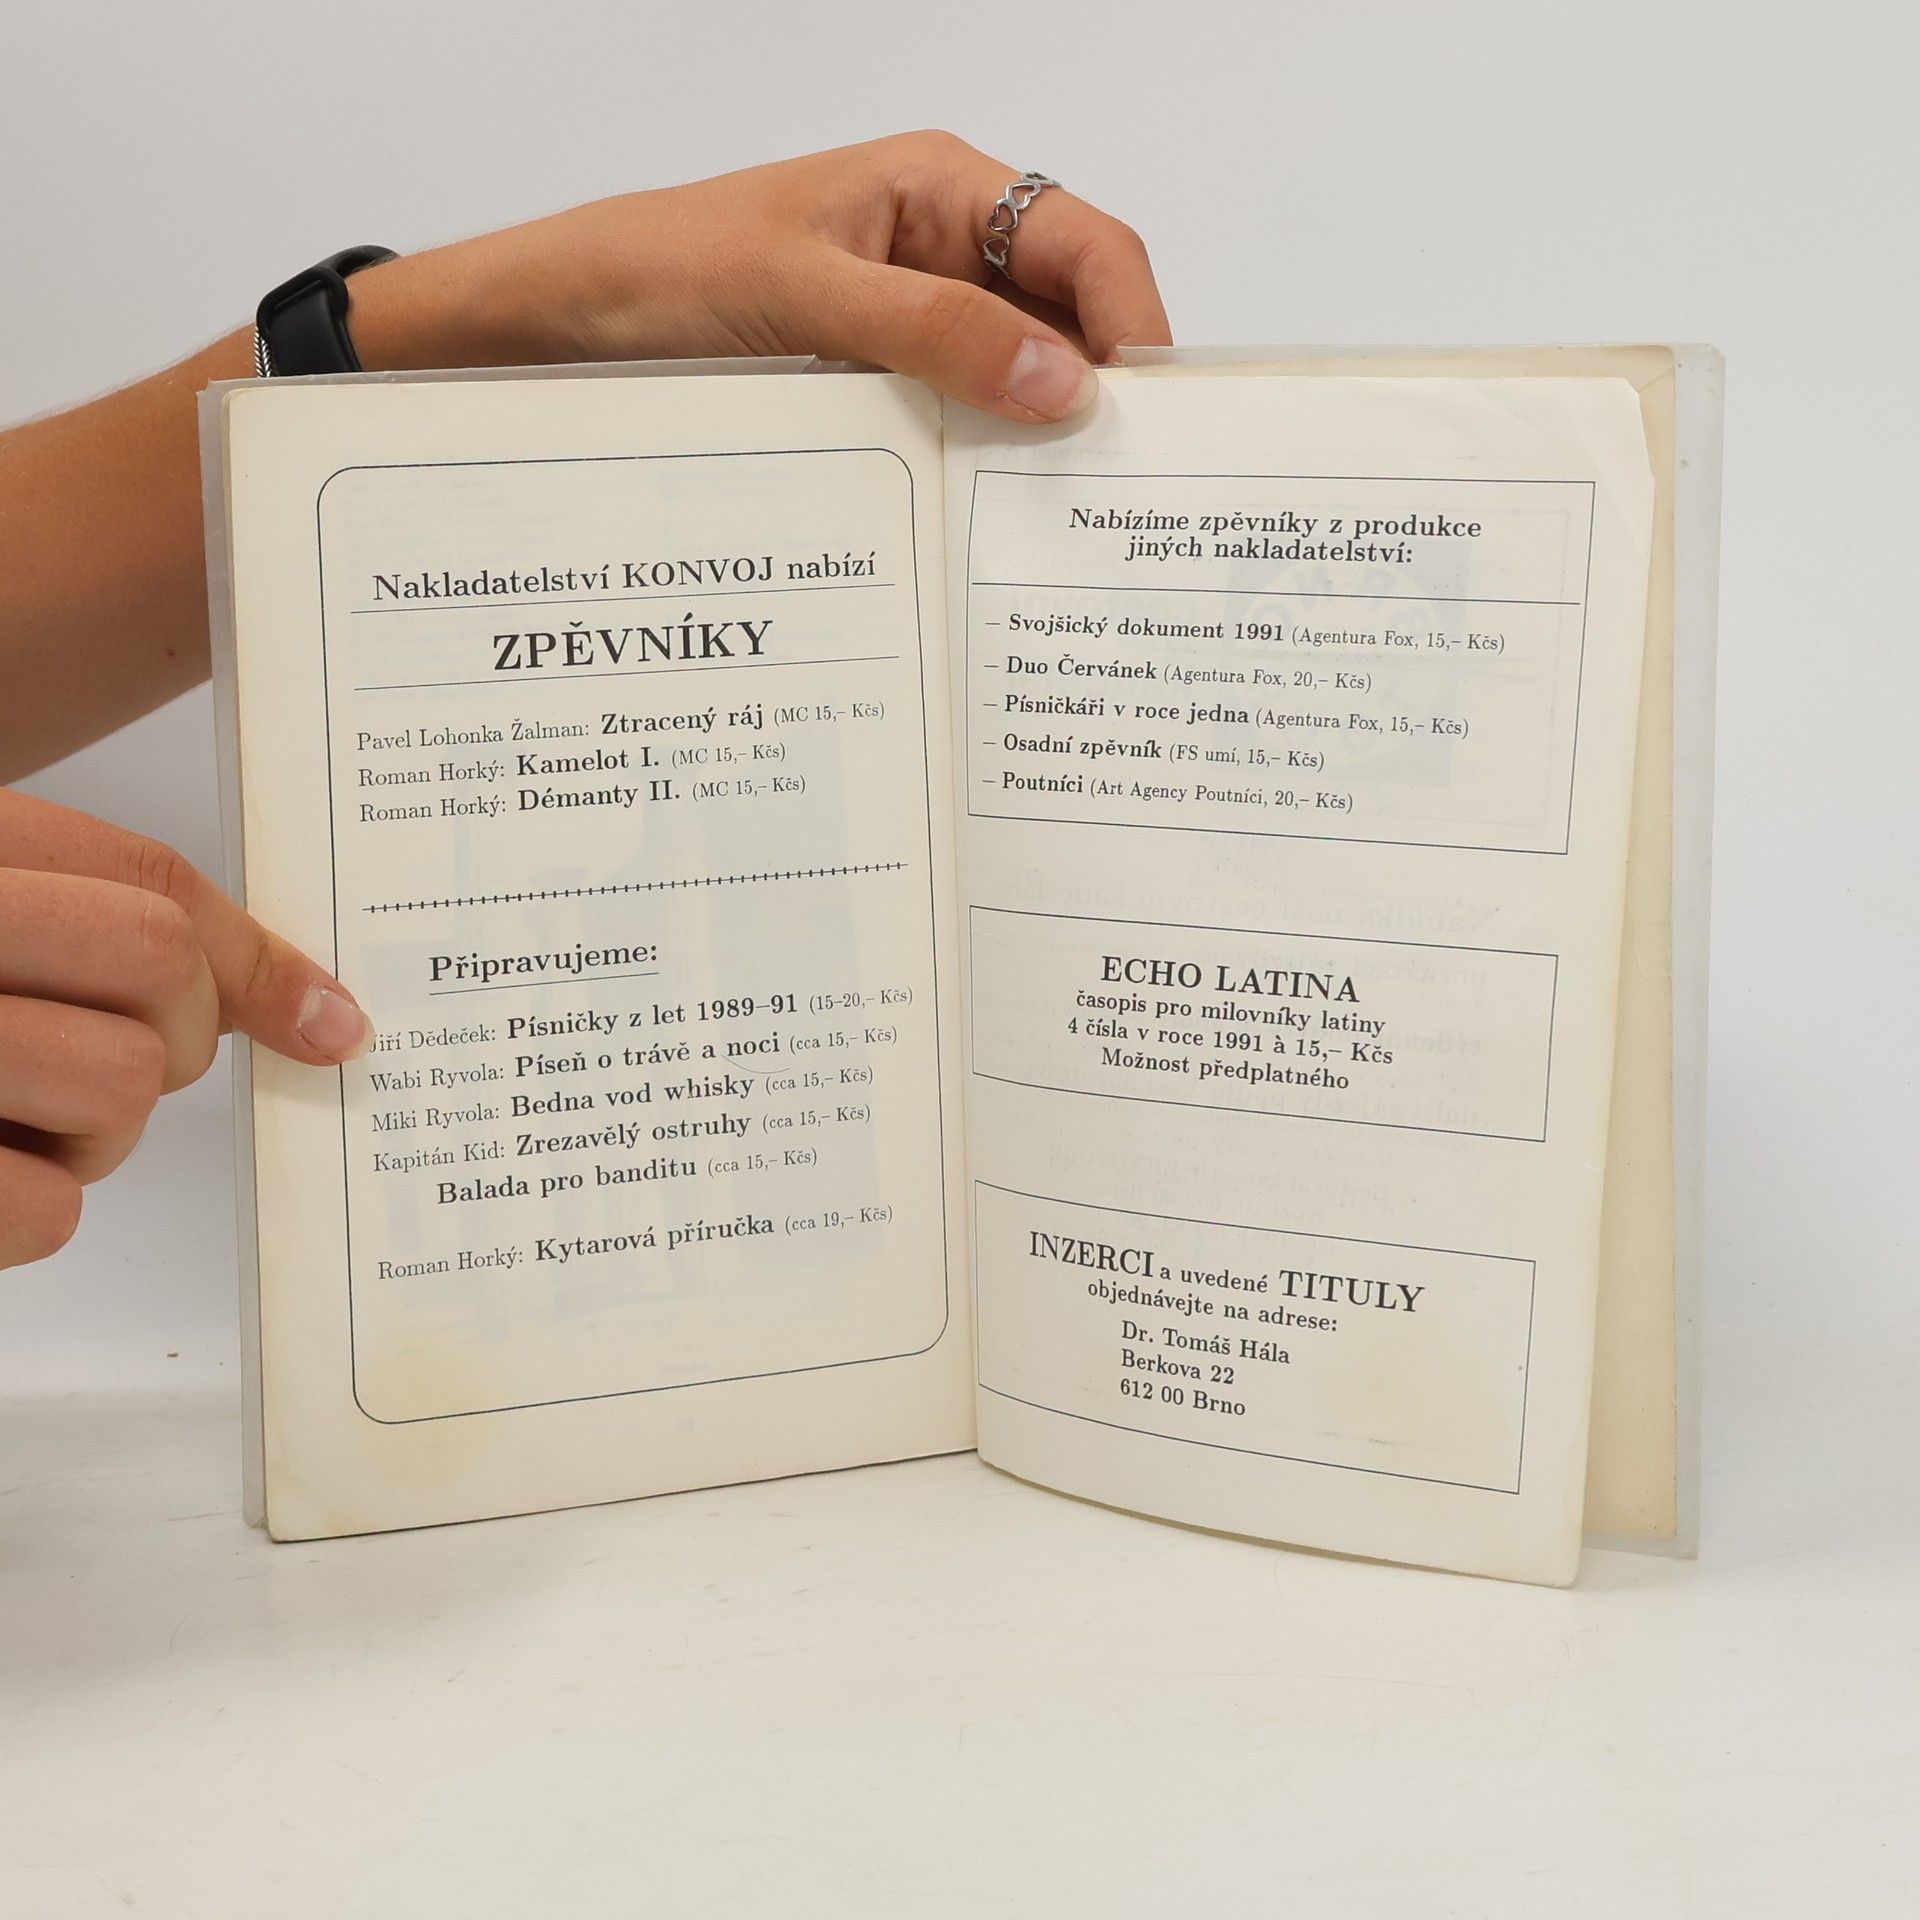 Nakladatelství KONVOJ nabízí
ZPĚVNÍKY
Pavel Lohonka Žalman: Ztracený ráj (MC 15,– Kčs)
Roman Horký: Kamelot I. (MC 15,– Kčs)
Roman Horký: Démanty II. (MC 15,– Kčs)
Připravujeme:
Jiří Dědeček: Písničky z let 1989–91 (15–20,– Kčs)
Wabi Ryvola: Píseň o trávě a noci (cca 15,– Kčs)
Miki Ryvola: Bedna vod whisky (cca 15,– Kčs)
Kapitán Kid: Zrezavělý ostruhy (cca 15,– Kčs)
Balada pro banditu (cca 15,– Kčs)
Roman Horký: Kytarová příručka (cca 19,– Kčs)
Nabízíme zpěvníky z produkce
jiných nakladatelství:
– Svojšický dokument 1991 (Agentura Fox, 15,– Kčs)
– Duo Červánek (Agentura Fox, 20,– Kčs)
– Písničkáři v roce jedna (Agentura Fox, 15,– Kčs)
– Osadní zpěvník (FS umí, 15,– Kčs)
– Poutníci (Art Agency Poutníci, 20,– Kčs)
ECHO LATINA
časopis pro milovníky latiny
4 čísla v roce 1991 à 15,– Kčs
Možnost předplatného
INZERCI a uvedené TITULY
objednávejte na adrese:
Dr. Tomáš Hála
Berkova 22
612 00 Brno